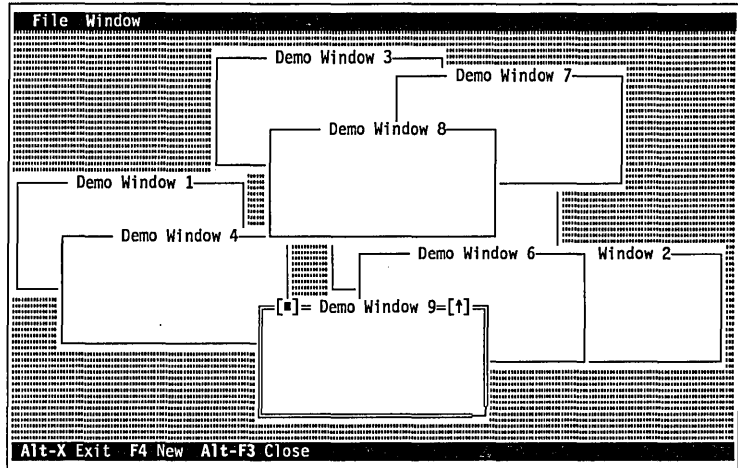 File Window
Demo Window 3
Demo Window 7
Demo Window 8
Demo Window 1
Demo Window 4
Demo Window 6
Window 2
[■]= Demo Window 9=[↑]
Alt-X Exit F4 New Alt-F3 Close